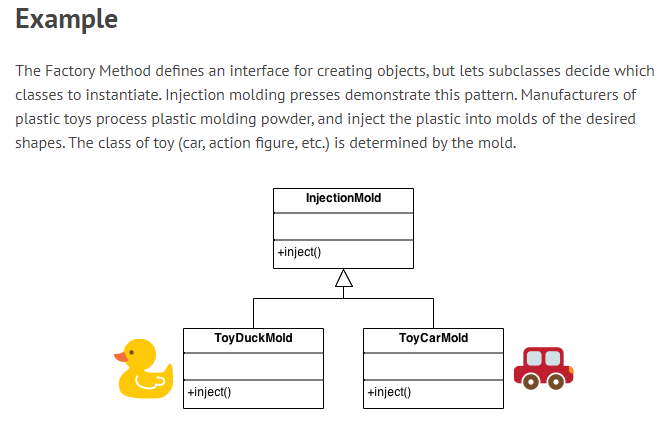 Example
The Factory Method defines an interface for creating objects, but lets subclasses decide which
classes to instantiate. Injection molding presses demonstrate this pattern. Manufacturers of
plastic toys process plastic molding powder, and inject the plastic into molds of the desired
shapes. The class of toy (car, action figure, etc.) is determined by the mold.
InjectionMold
+inject()
ToyDuckMold
+inject()
ToyCarMold
+inject()